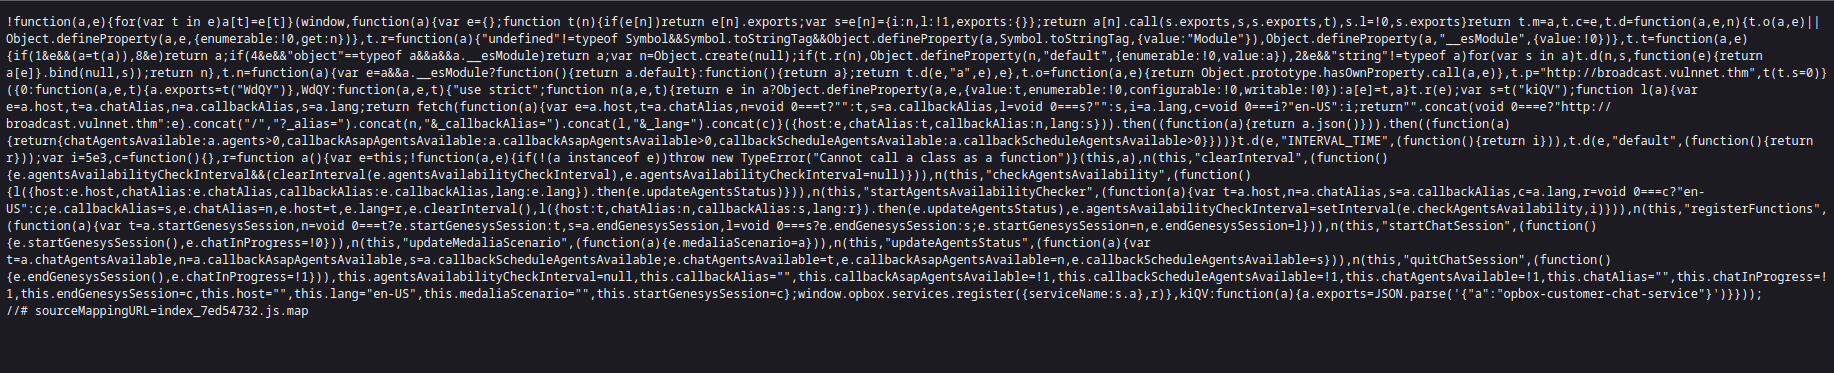 !function(a,e){for(var t in e)a[t]=e[t]}(window,function(a){var e={};function t(n){if(e[n])return e[n].exports;var s=e[n]={i:n,l:!1,exports:{}};return a[n].call(s.exports,s,s.exports,t),s.l=!0,s.exports}return t.m=a,t.c=e,t.d=function(a,e,n){t.o(a,e)||
Object.defineProperty(a,e,{enumerable:!0,get:n})},t.r=function(a){"undefined"!=typeof Symbol&&Symbol.toStringTag&&Object.defineProperty(a,Symbol.toStringTag,{value:"Module"}),Object.defineProperty(a,"__esModule",{value:!0})},t.t=function(a,e)
{if(1&e&&(a=t(a)),8&e)return a;if(4&e&&"object"==typeof a&&a&&a.__esModule)return a;var n=Object.create(null);if(t.r(n),Object.defineProperty(n,"default",{enumerable:!0,value:a}),2&e&&"string"!=typeof a)for(var s in a)t.d(n,s,function(e){return
a[e]}.bind(null,s));return n},t.n=function(a){var e=a&&a.__esModule?function(){return a.default}:function(){return a};return t.d(e,"a",e),e},t.o=function(a,e){return Object.prototype.hasOwnProperty.call(a,e)},t.p="http://broadcast.vulnnet.thm",t(t.s=0)}
({0:function(a,e,t){a.exports=t("WdQY")},WdQY:function(a,e,t){"use strict";function n(a,e,t){return e in a?Object.defineProperty(a,e,{value:t,enumerable:!0,configurable:!0,writable:!0}):a[e]=t,a}t.r(e);var s=t("kiQV");function l(a){var
e=a.host,t=a.chatAlias,n=a.callbackAlias,s=a.lang;return fetch(function(a){var e=a.host,t=a.chatAlias,n=void 0===t?"":t,s=a.callbackAlias,l=void 0===s?"":s,i=a.lang,c=void 0===i?"en-US":i;return"".concat(void 0===e?"http://
broadcast.vulnnet.thm":e).concat("/","?_alias=").concat(n,"&_callbackAlias=").concat(l,"&_lang=").concat(c)}({host:e,chatAlias:t,callbackAlias:n,lang:s})).then((function(a){return a.json()})).then((function(a)
{return{chatAgentsAvailable:a.agents>0,callbackAsapAgentsAvailable:a.callbackAsapAgentsAvailable>0,callbackScheduleAgentsAvailable:a.callbackScheduleAgentsAvailable>0}}))}t.d(e,"INTERVAL_TIME",(function(){return i})),t.d(e,"default",(function(){return
r}));var i=5e3,c=function(){},r=function a(){var e=this;!function(a,e){if(!(a instanceof e))throw new TypeError("Cannot call a class as a function")}(this,a),n(this,"clearInterval",(function()
{e.agentsAvailabilityCheckInterval&&(clearInterval(e.agentsAvailabilityCheckInterval),e.agentsAvailabilityCheckInterval=null)})),n(this,"checkAgentsAvailability",(function()
{l({host:e.host,chatAlias:e.chatAlias,callbackAlias:e.callbackAlias,lang:e.lang}).then(e.updateAgentsStatus)})),n(this,"startAgentsAvailabilityChecker",(function(a){var t=a.host,n=a.chatAlias,s=a.callbackAlias,c=a.lang,r=void 0===c?"en-
US":c;e.callbackAlias=s,e.chatAlias=n,e.host=t,e.lang=r,e.clearInterval(),l({host:t,chatAlias:n,callbackAlias:s,lang:r}).then(e.updateAgentsStatus),e.agentsAvailabilityCheckInterval=setInterval(e.checkAgentsAvailability,i)})),n(this,"registerFunctions",
(function(a){var t=a.startGenesysSession,n=void 0===t?e.startGenesysSession:t,s=a.endGenesysSession,l=void 0===s?e.endGenesysSession:s;e.startGenesysSession=n,e.endGenesysSession=l})),n(this,"startChatSession",(function()
{e.startGenesysSession(),e.chatInProgress=!0})),n(this,"updateMedaliaScenario",(function(a){e.medaliaScenario=a})),n(this,"updateAgentsStatus",(function(a){var
t=a.chatAgentsAvailable,n=a.callbackAsapAgentsAvailable,s=a.callbackScheduleAgentsAvailable;e.chatAgentsAvailable=t,e.callbackAsapAgentsAvailable=n,e.callbackScheduleAgentsAvailable=s})),n(this,"quitChatSession",(function()
{e.endGenesysSession(),e.chatInProgress=!1})),this.agentsAvailabilityCheckInterval=null,this.callbackAlias="",this.callbackAsapAgentsAvailable=!1,this.callbackScheduleAgentsAvailable=!1,this.chatAgentsAvailable=!1,this.chatAlias="",this.chatInProgress=!
1,this.endGenesysSession=c,this.host="",this.lang="en-US",this.medaliaScenario="",this.startGenesysSession=c};window.opbox.services.register({serviceName:s.a},r)},kiQV:function(a){a.exports=JSON.parse('{"a":"opbox-customer-chat-service"}')}}));
//# sourceMappingURL=index_7ed54732.js.map